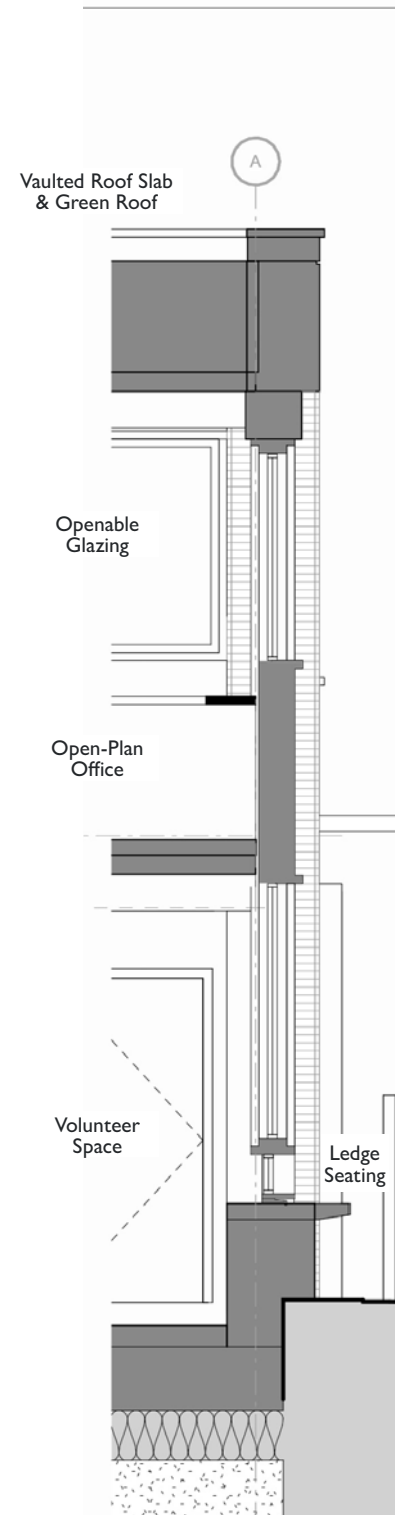 A
Vaulted Roof Slab
& Green Roof
Openable
Glazing
Open-Plan
Office
Volunteer
Space
Ledge
Seating